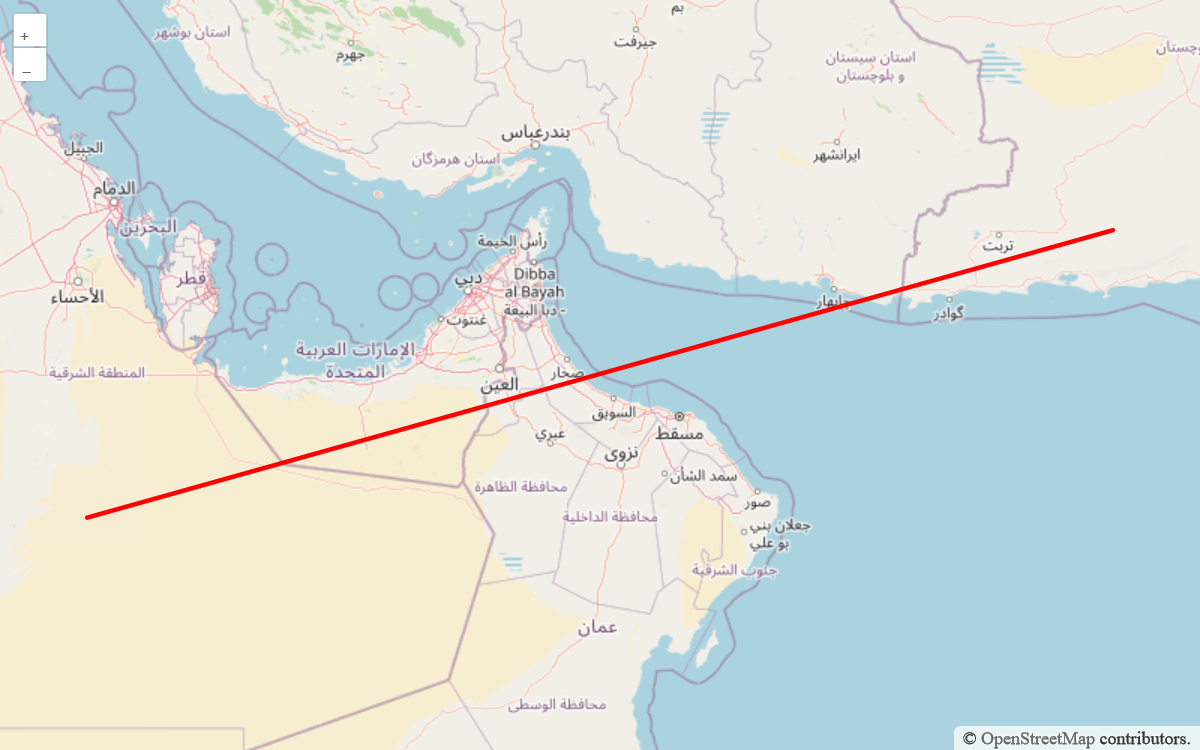 +
–
استان بوشهر
جهرم
بم
جیرفت
استان سیستان
و بلوچستان
بندرعباس
استان هرمزگان
ایرانشهر
الجبيل
الدمام
البحرين
قطر
الأحساء
رأس الخيمة
دبي
Dibba
al Bayah
- دبا البيعة
غنتوت
تربت
چابهار
گوادر
الإمارات العربية
المتحدة
المنطقة الشرقية
العين
صحار
السويق
مسقط
عبري
نزوى
سمد الشأن
محافظة الظاهرة
صور
محافظة الداخلية
جعلان بني
بو علي
جنوب الشرقية
عمان
محافظة الوسطى
© OpenStreetMap contributors.